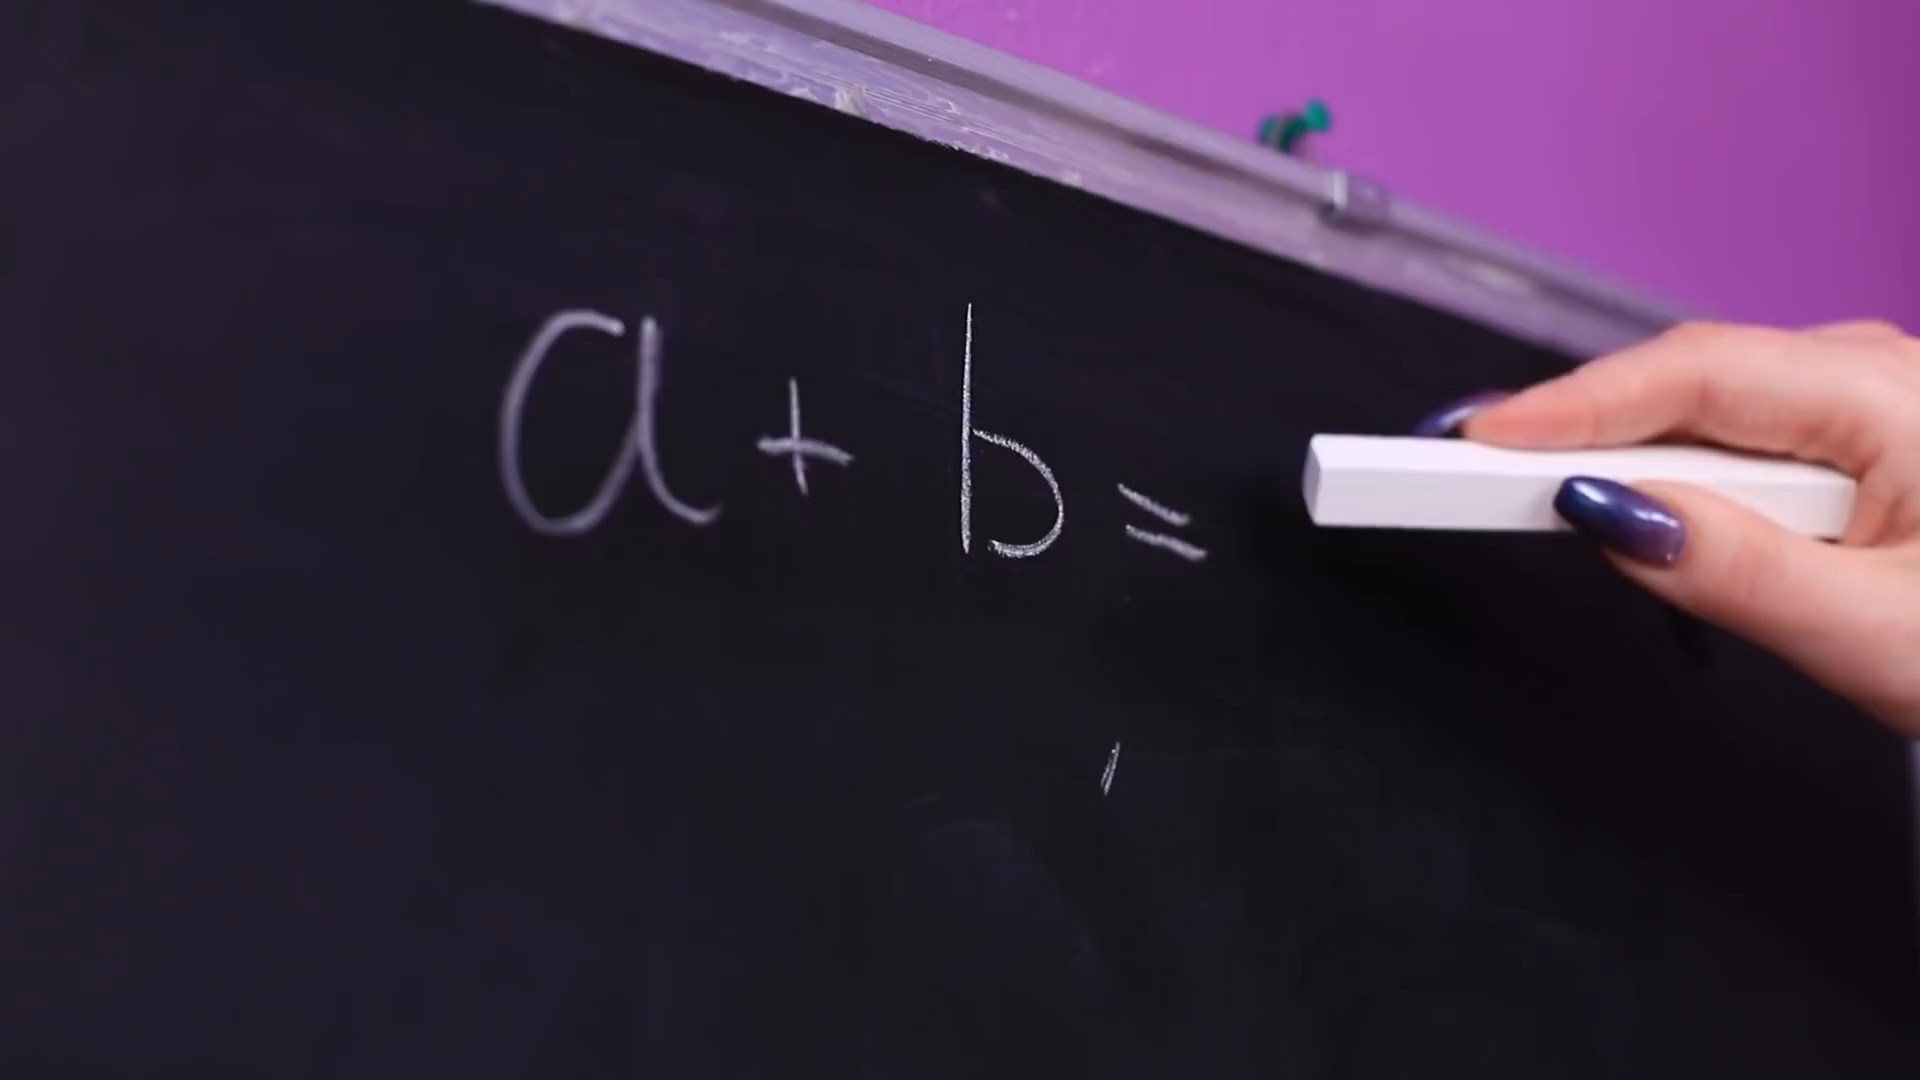 a + b =